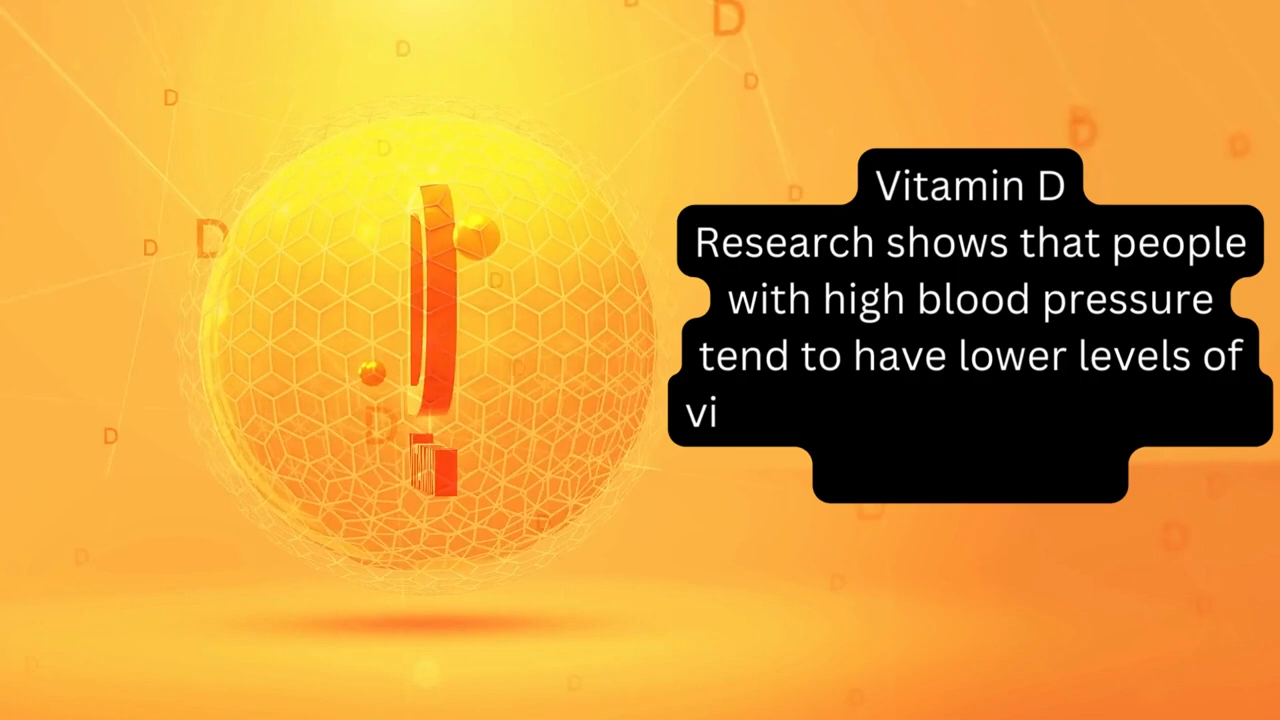 Vitamin D
Research shows that people
with high blood pressure
tend to have lower levels of
vi